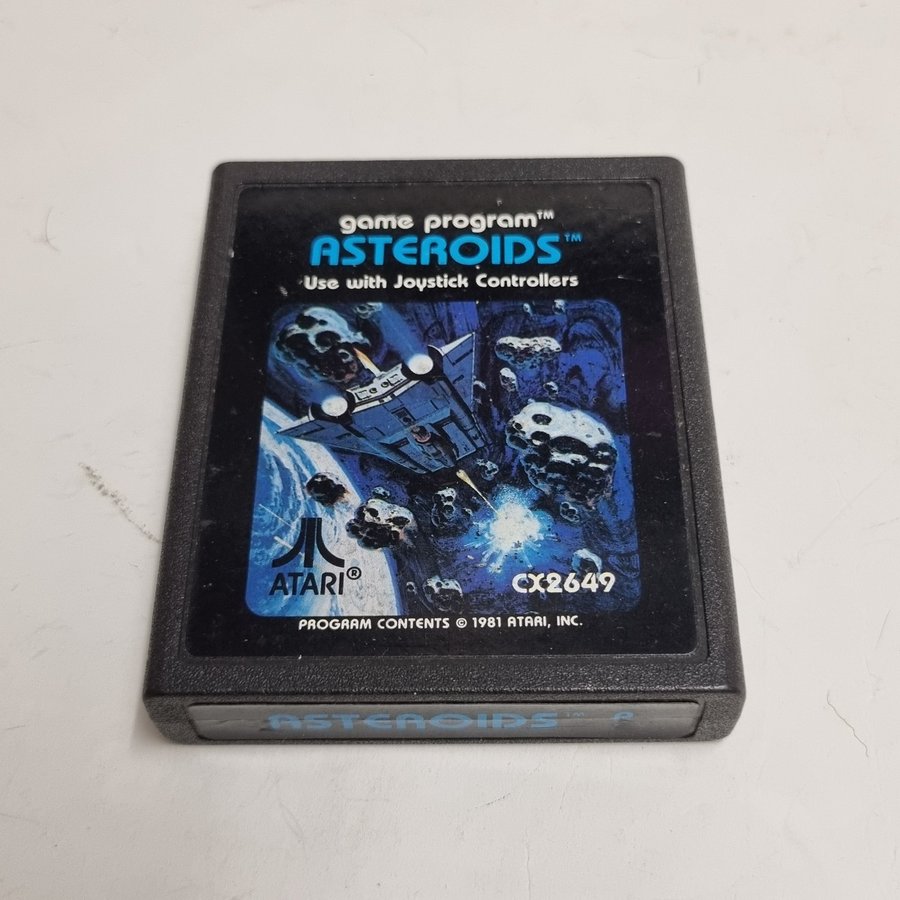 game program™
ASTEROIDS™
Use with Joystick Controllers
ATARI®
CX2649
PROGRAM CONTENTS © 1981 ATARI, INC.
ASTEROIDS™